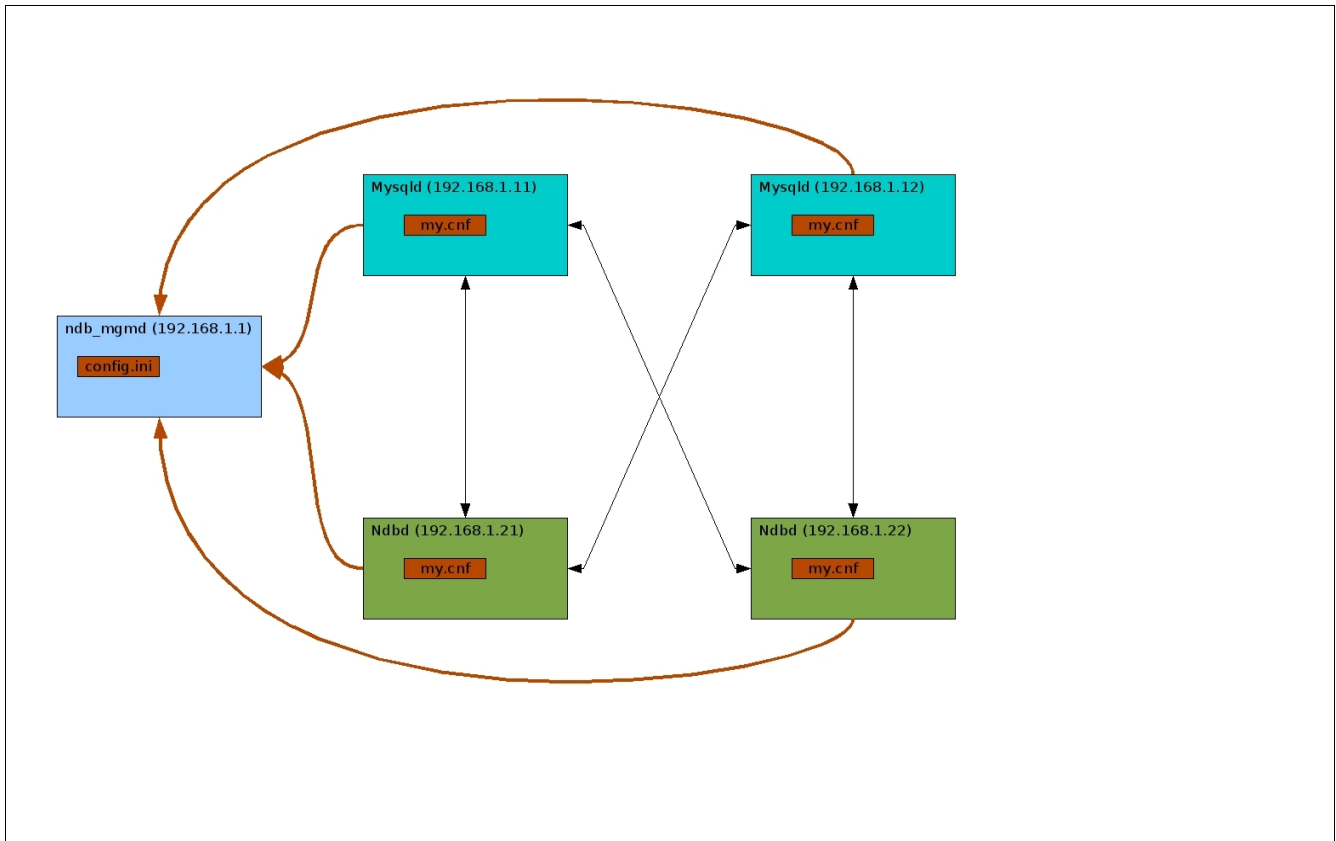 Mysqld (192.168.1.11)
my.cnf
Mysqld (192.168.1.12)
my.cnf
ndb_mgmd (192.168.1.1)
config.ini
Ndbd (192.168.1.21)
my.cnf
Ndbd (192.168.1.22)
my.cnf